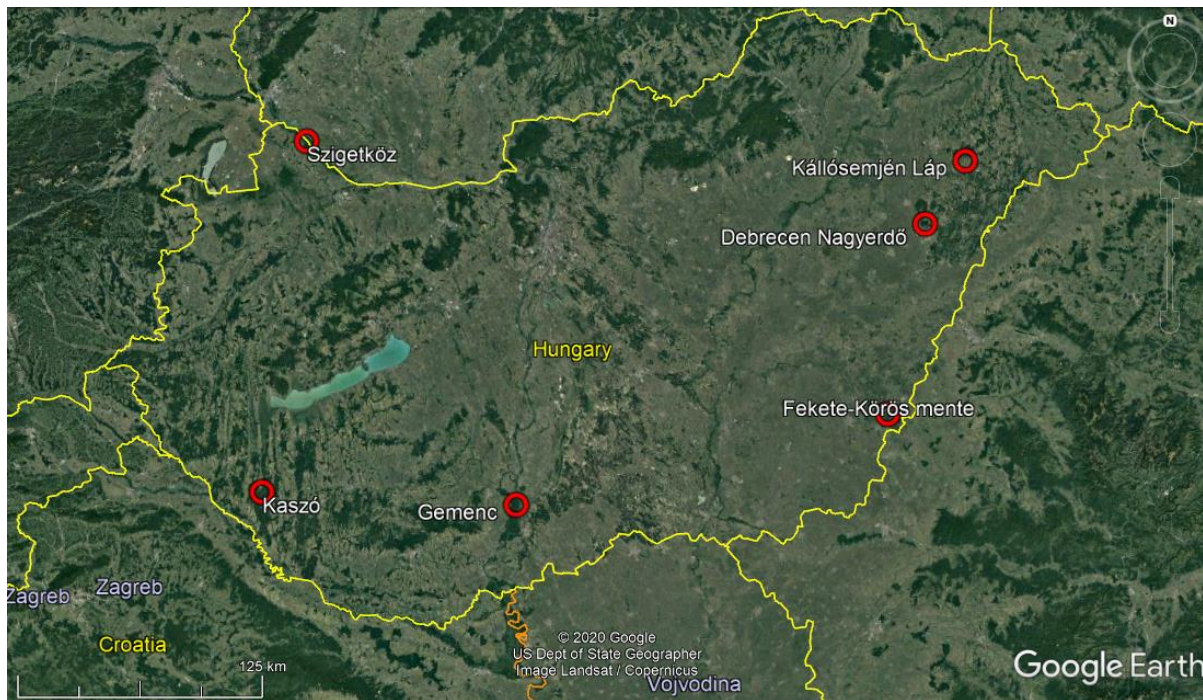 N
Szigetköz
Kállósemjén Láp
Debrecen Nagyerdő
Hungary
Fekete-Körös mente
Kaszó
Gemenc
Zagreb
Zagreb
Croatia
125 km
© 2020 Google
US Dept of State Geographer
Image Landsat / Copernicus
Vojvodina
Google Earth